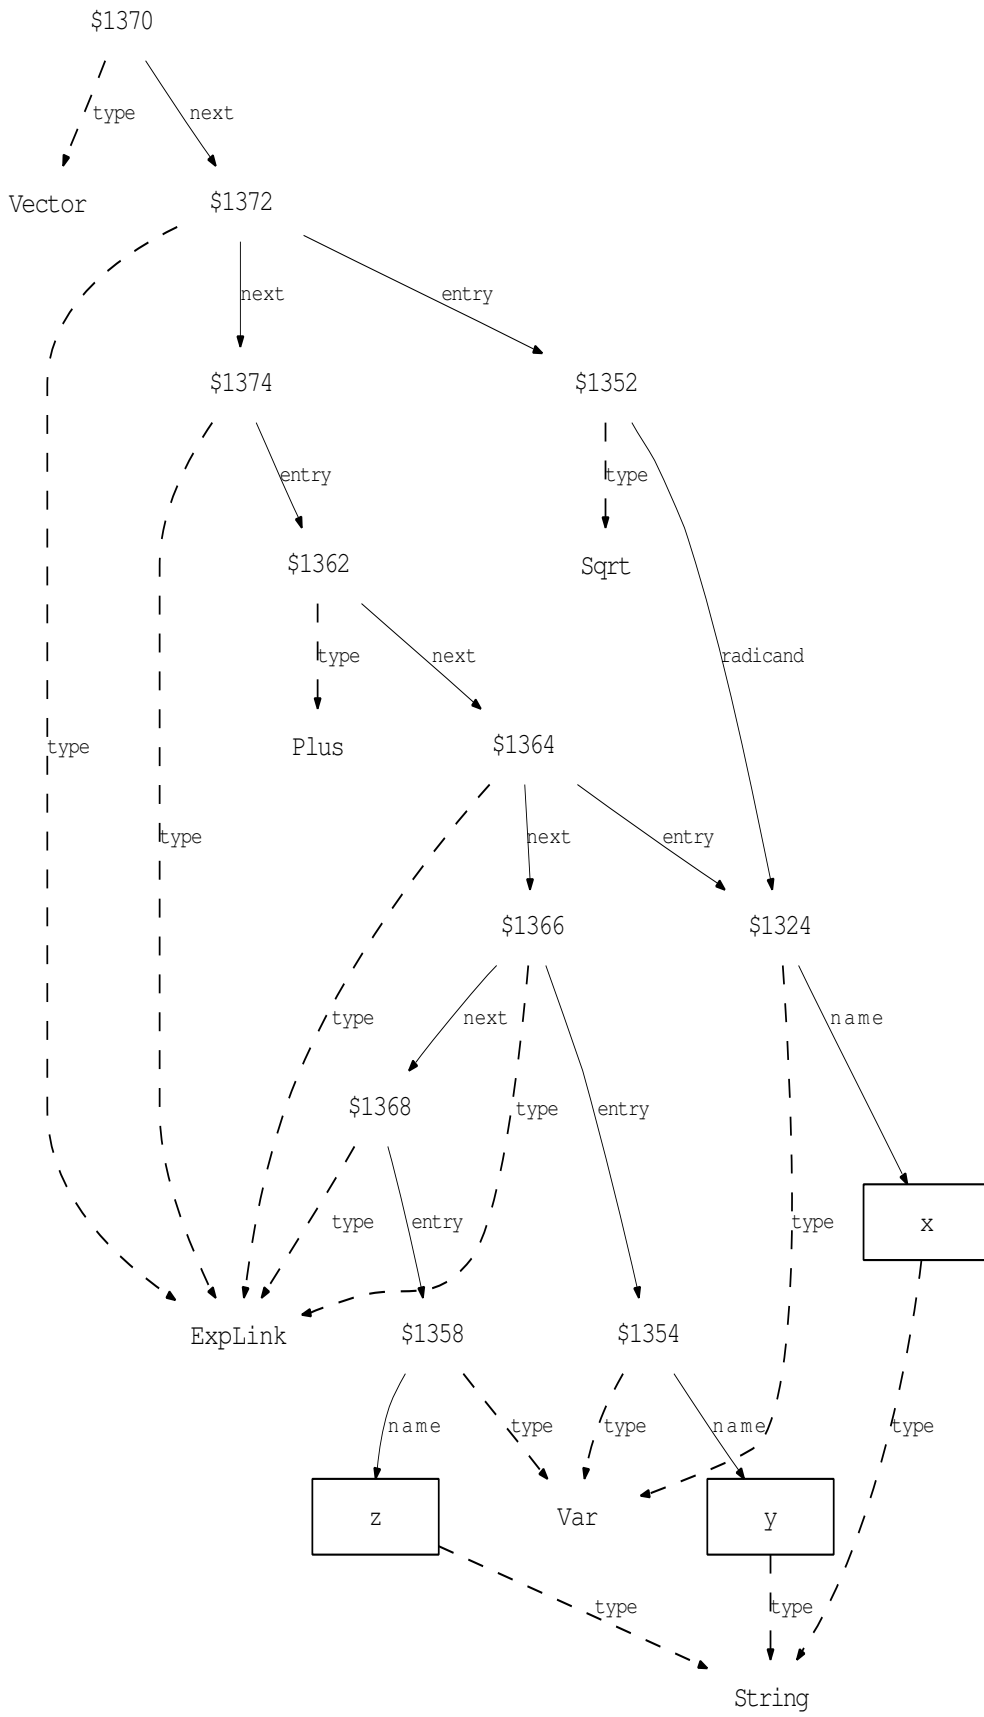 $1370
type
next
Vector
$1372
next
entry
$1374
$1352
entry
type
$1362
Sqrt
type
next
radicand
Plus
$1364
type
type
next
entry
$1366
$1324
type
next
name
$1368
type
entry
x
type
entry
type
ExpLink
$1358
$1354
name
type
type
name
type
z
Var
y
type
type
String